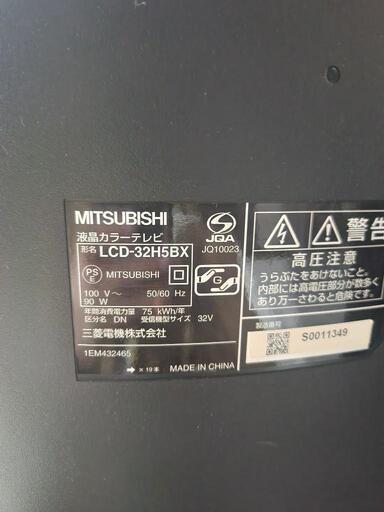 MITSUBISHI
液晶カラーテレビ
形名 LCD-32H5BX
PS E MITSUBISHI
100 V～ 50/60 Hz
90 W
年間消費電力量 75 kWh/年
区分名 DN 受信機型サイズ 32V
三菱電機株式会社
1EM432465
→ ×19本 MADE IN CHINA
JQA
JQ10023
G
警告
高圧注意
うらぶたをあけないこと。
内部には高電圧部分が数多く
あり万一さわると危険です。
製造番号
S0011349